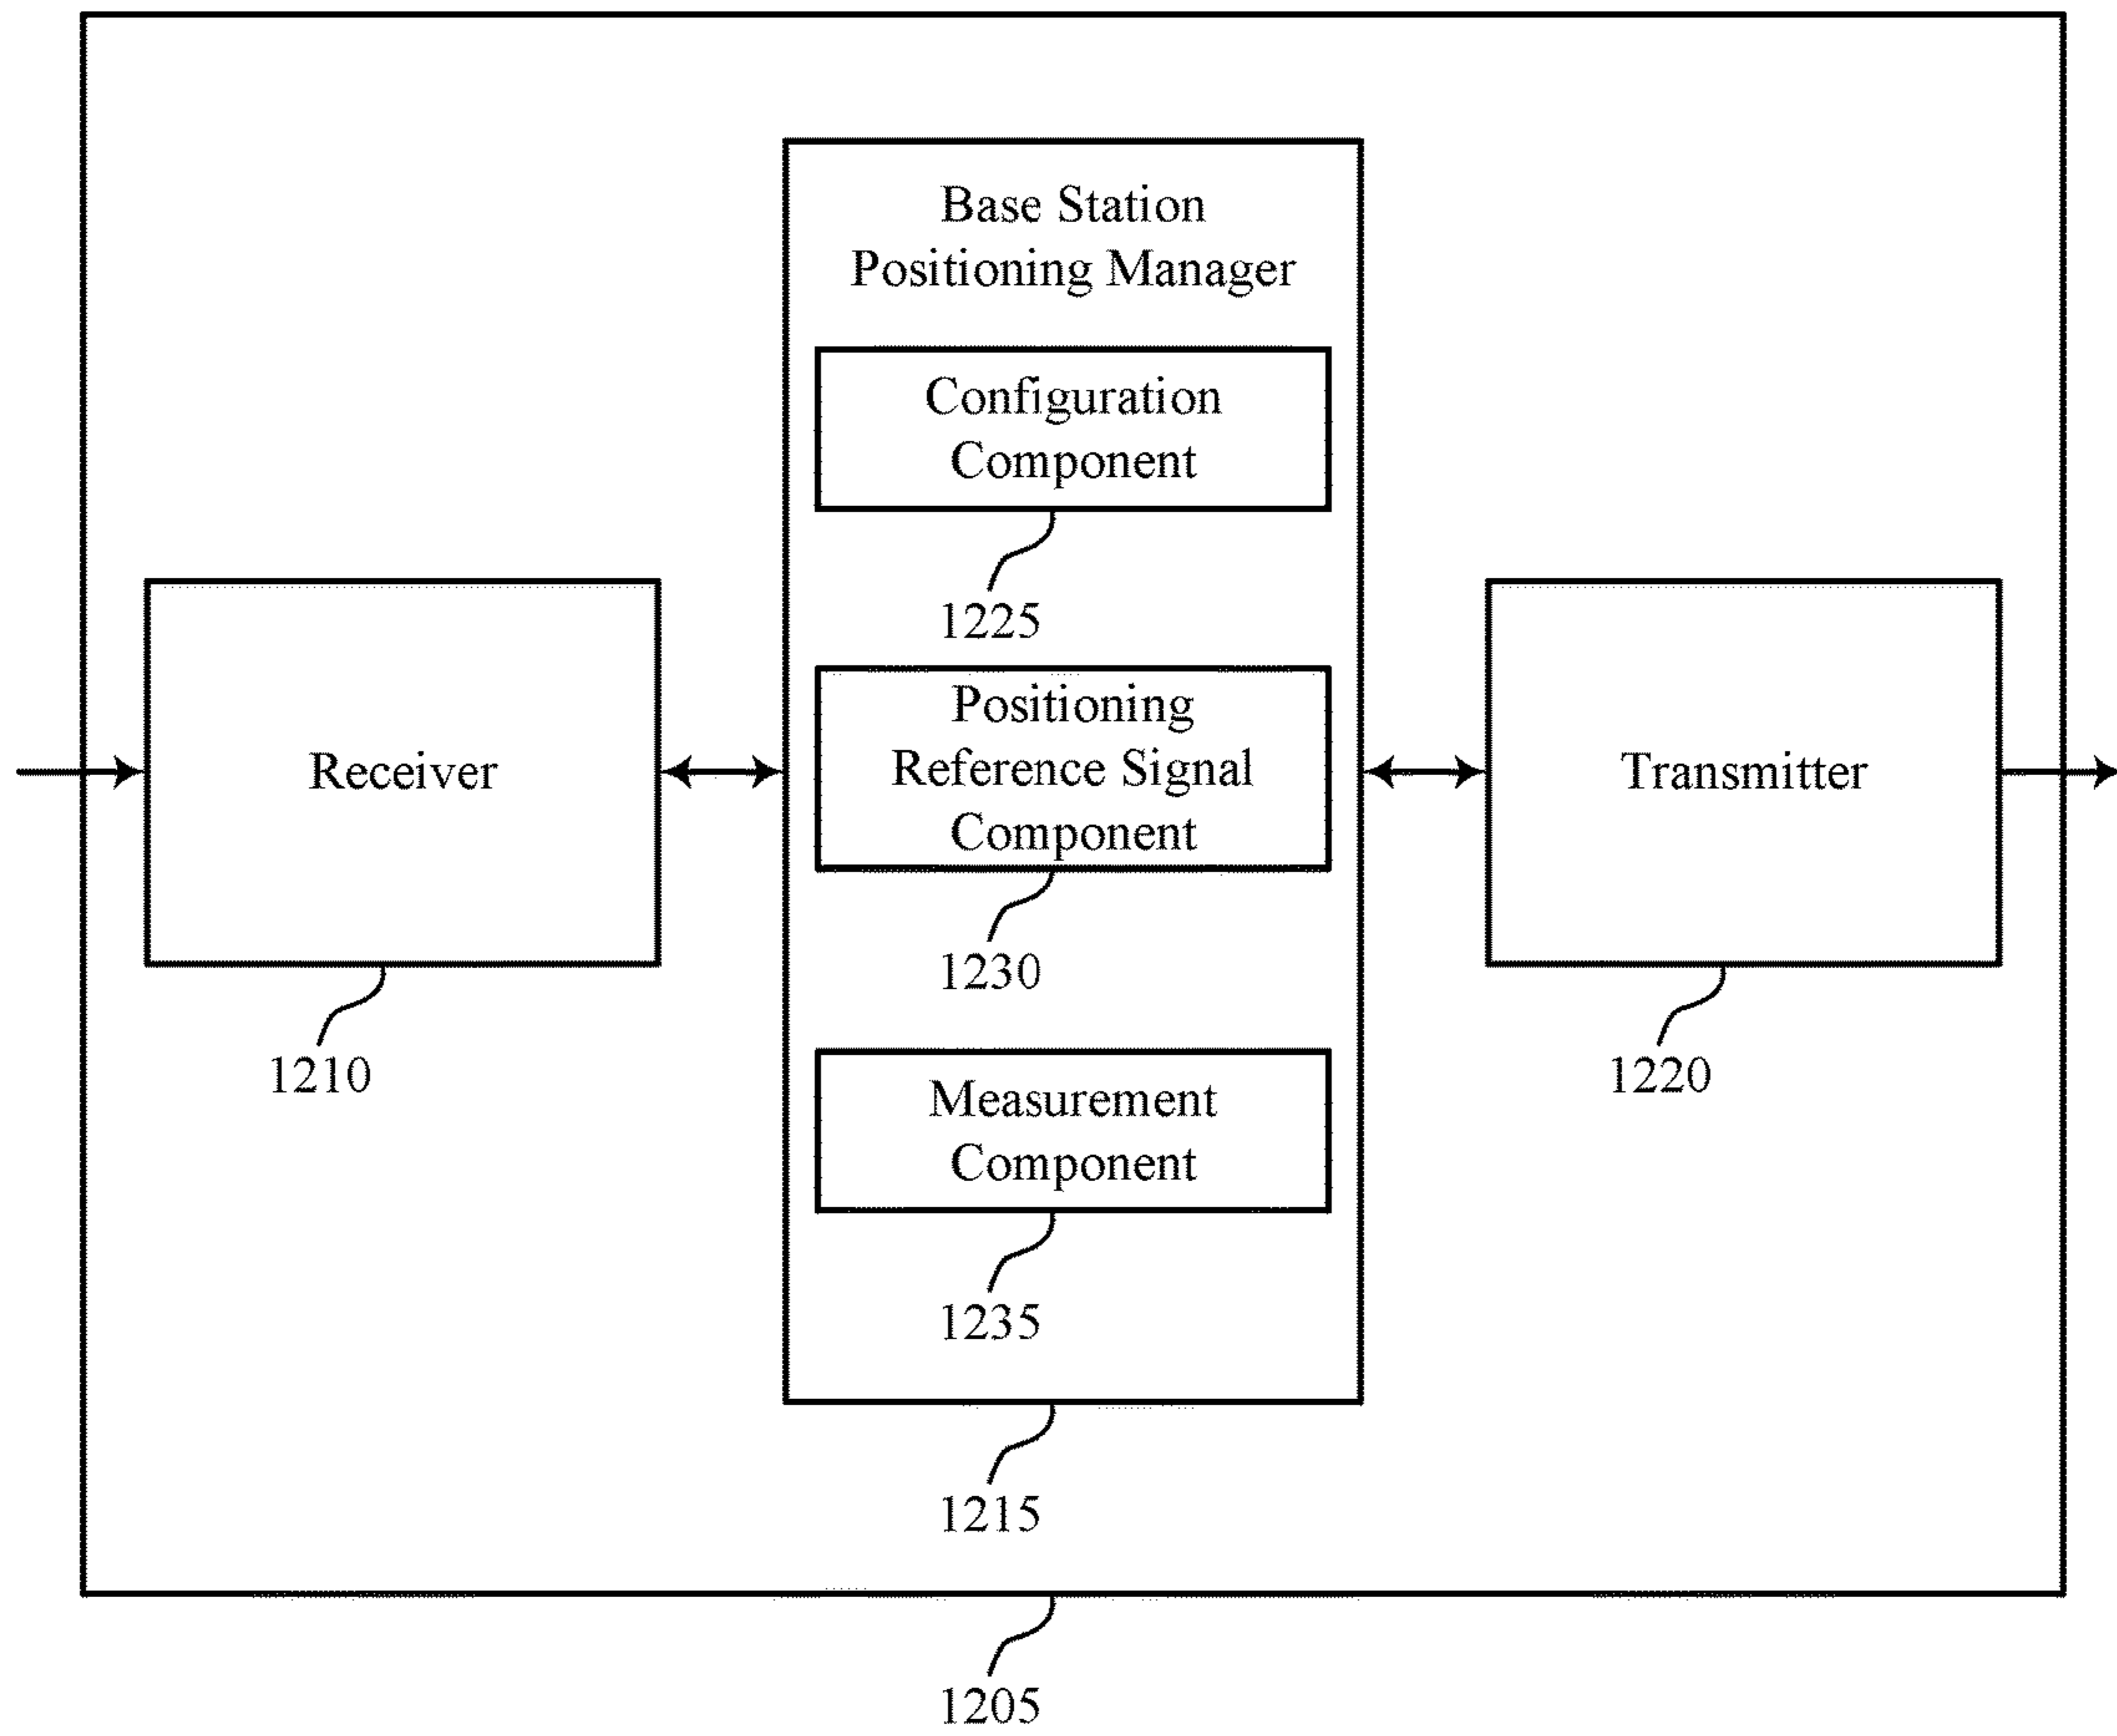 Base Station
Positioning Manager
Configuration
Component
1225
Positioning
Reference Signal
Component
1230
Measurement
Component
1235
1215
Receiver
1210
Transmitter
1220
1205